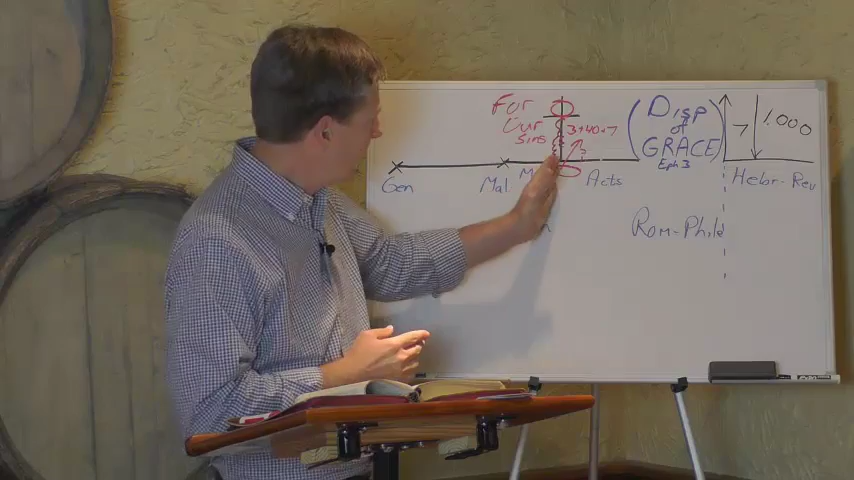 For
Our
sins
3+40+7
Disp
of
GRACE
Eph 3
7
1,000
Gen
Mal
M
Acts
Hebr-Rev
Rom-Phild